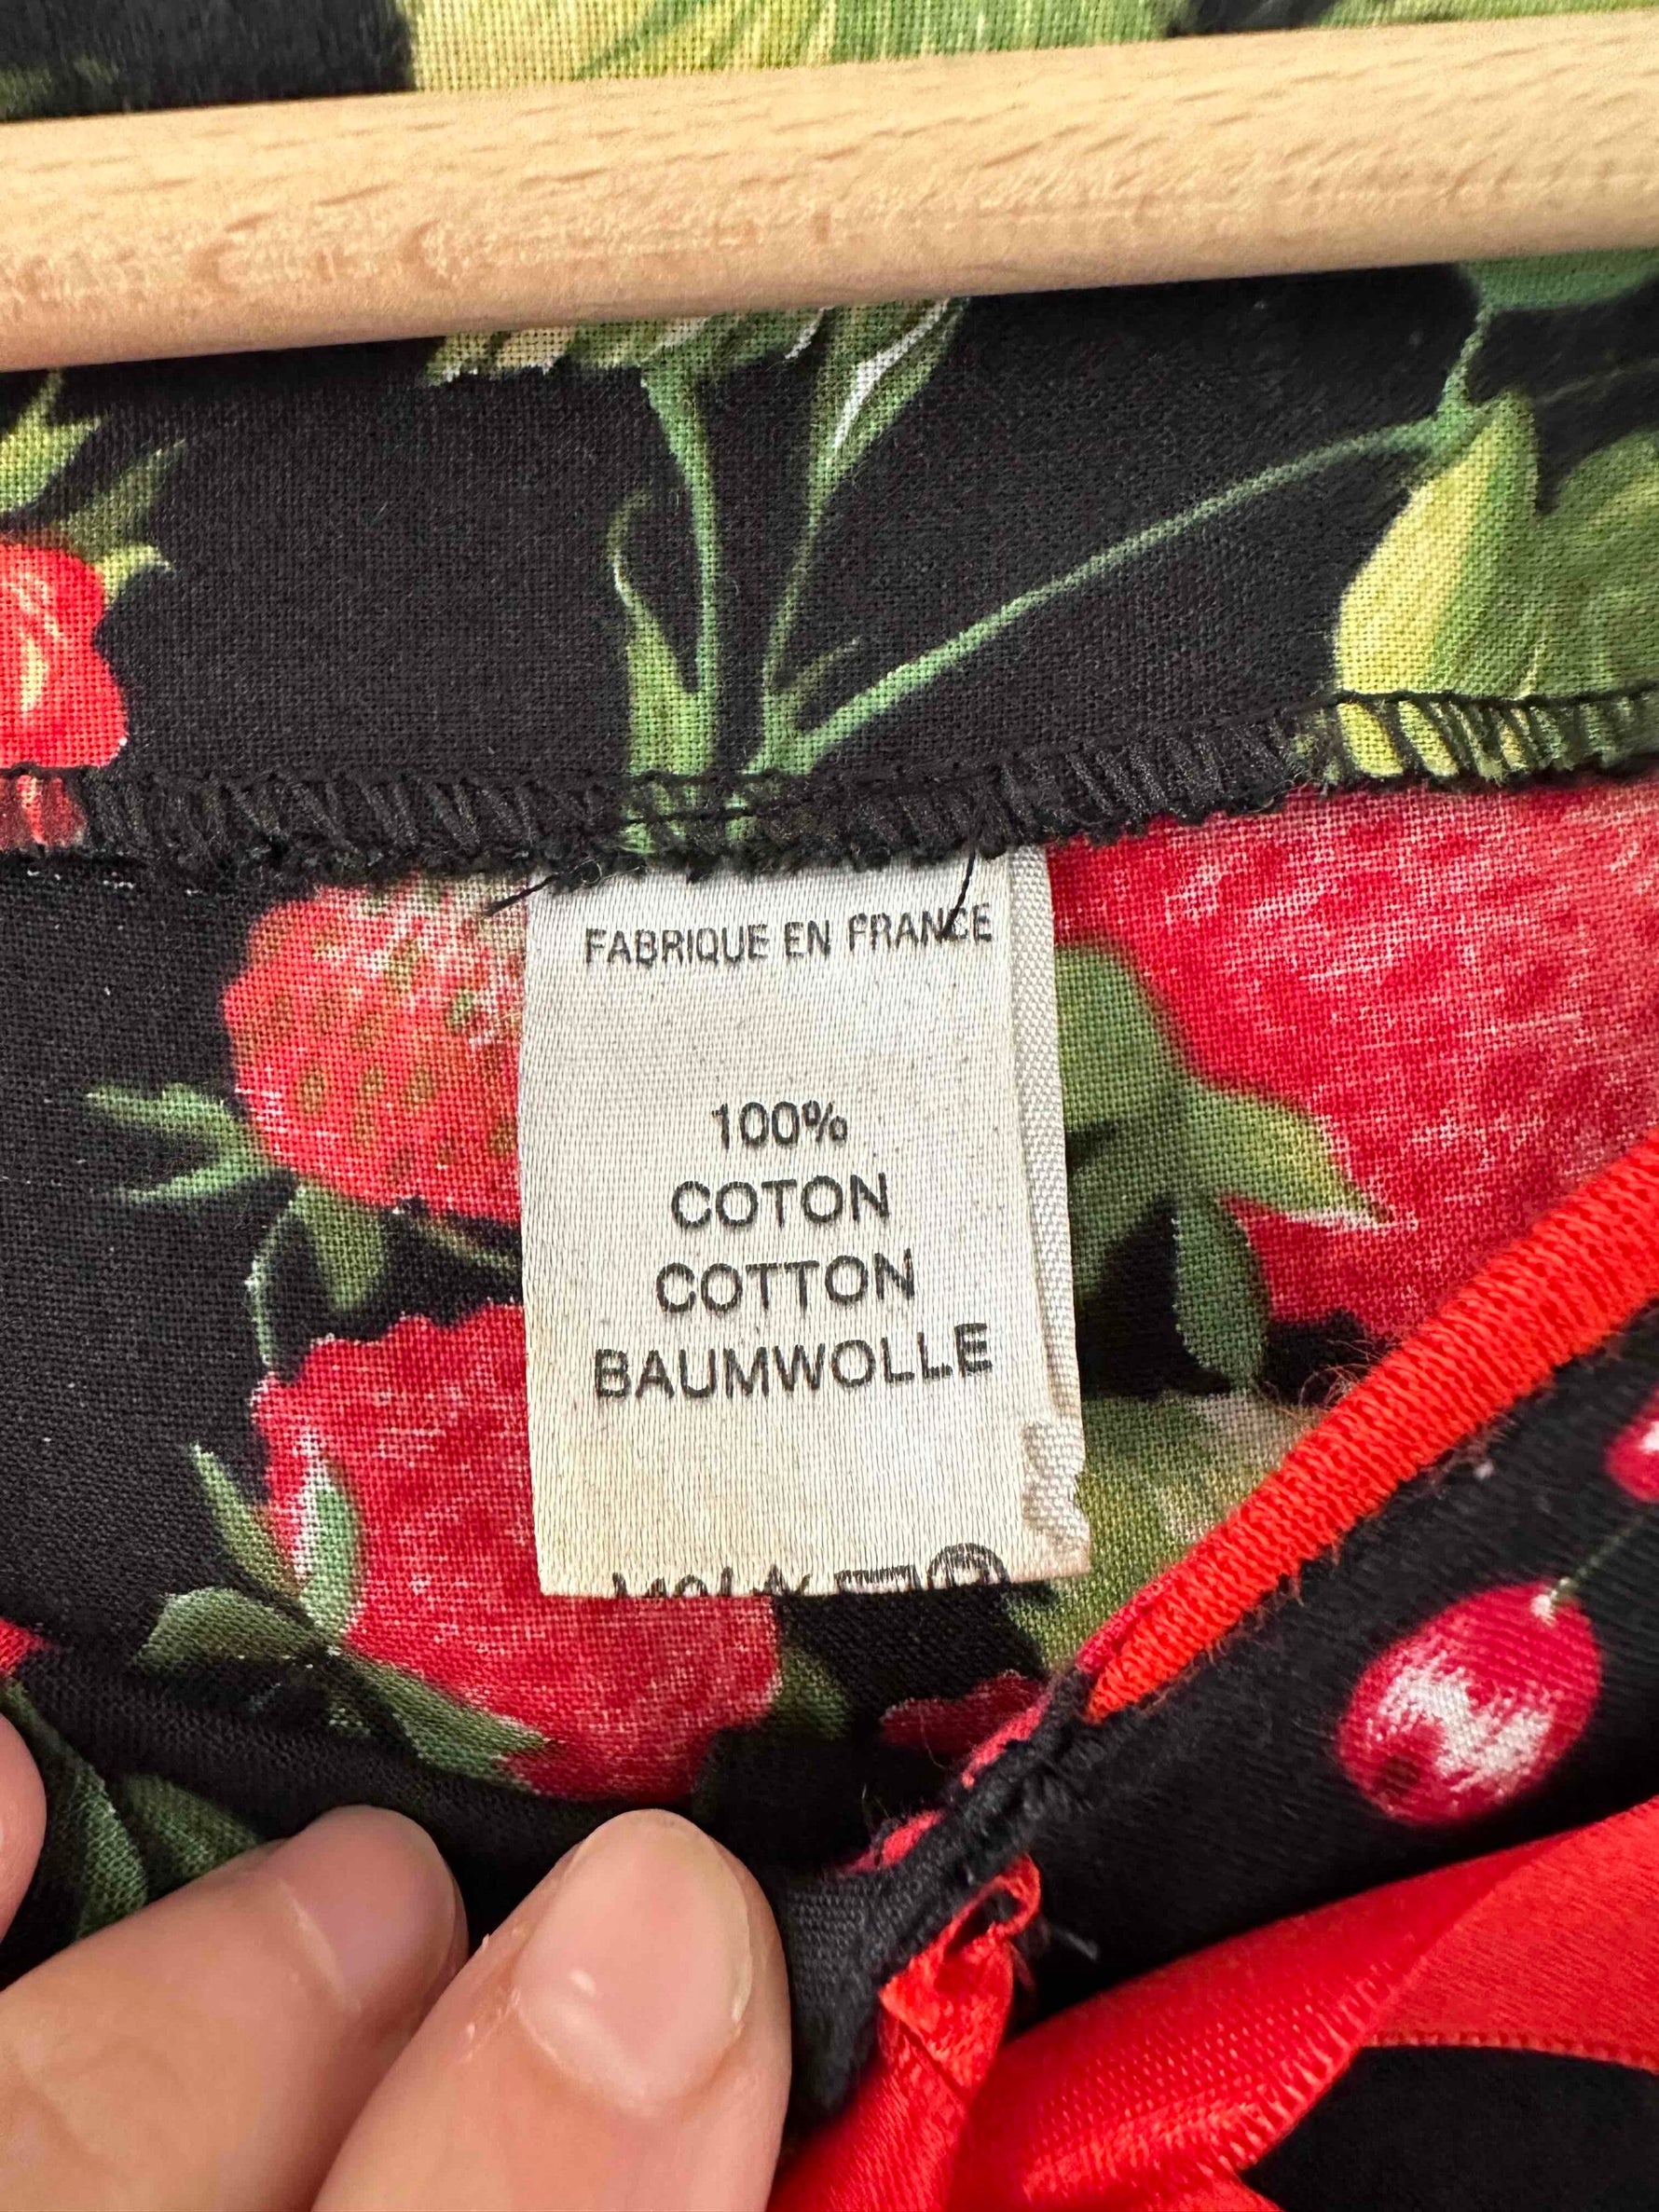 FABRIQUE EN FRANCE
100%
COTON
COTTON
BAUMWOLLE